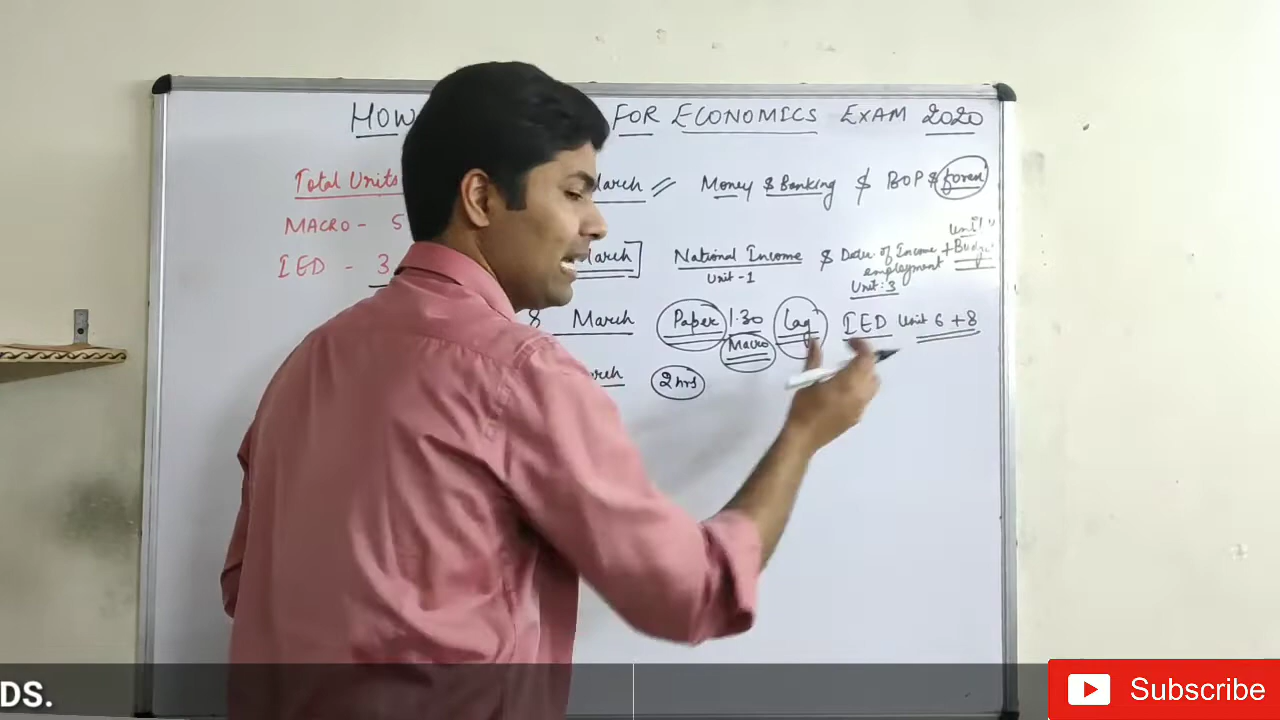 HOW FOR ECONOMICS EXAM 2020
Total Units
MACRO - 5
IED - 3
March Money & Banking & BOP & forex
March National Income & Deter. of Income + Budget
Unit -1 employment
Unit : 3
8 March Paper 1.30 Lag IED Unit 6 + 8
Macro
2 hrs
DS.
Subscribe